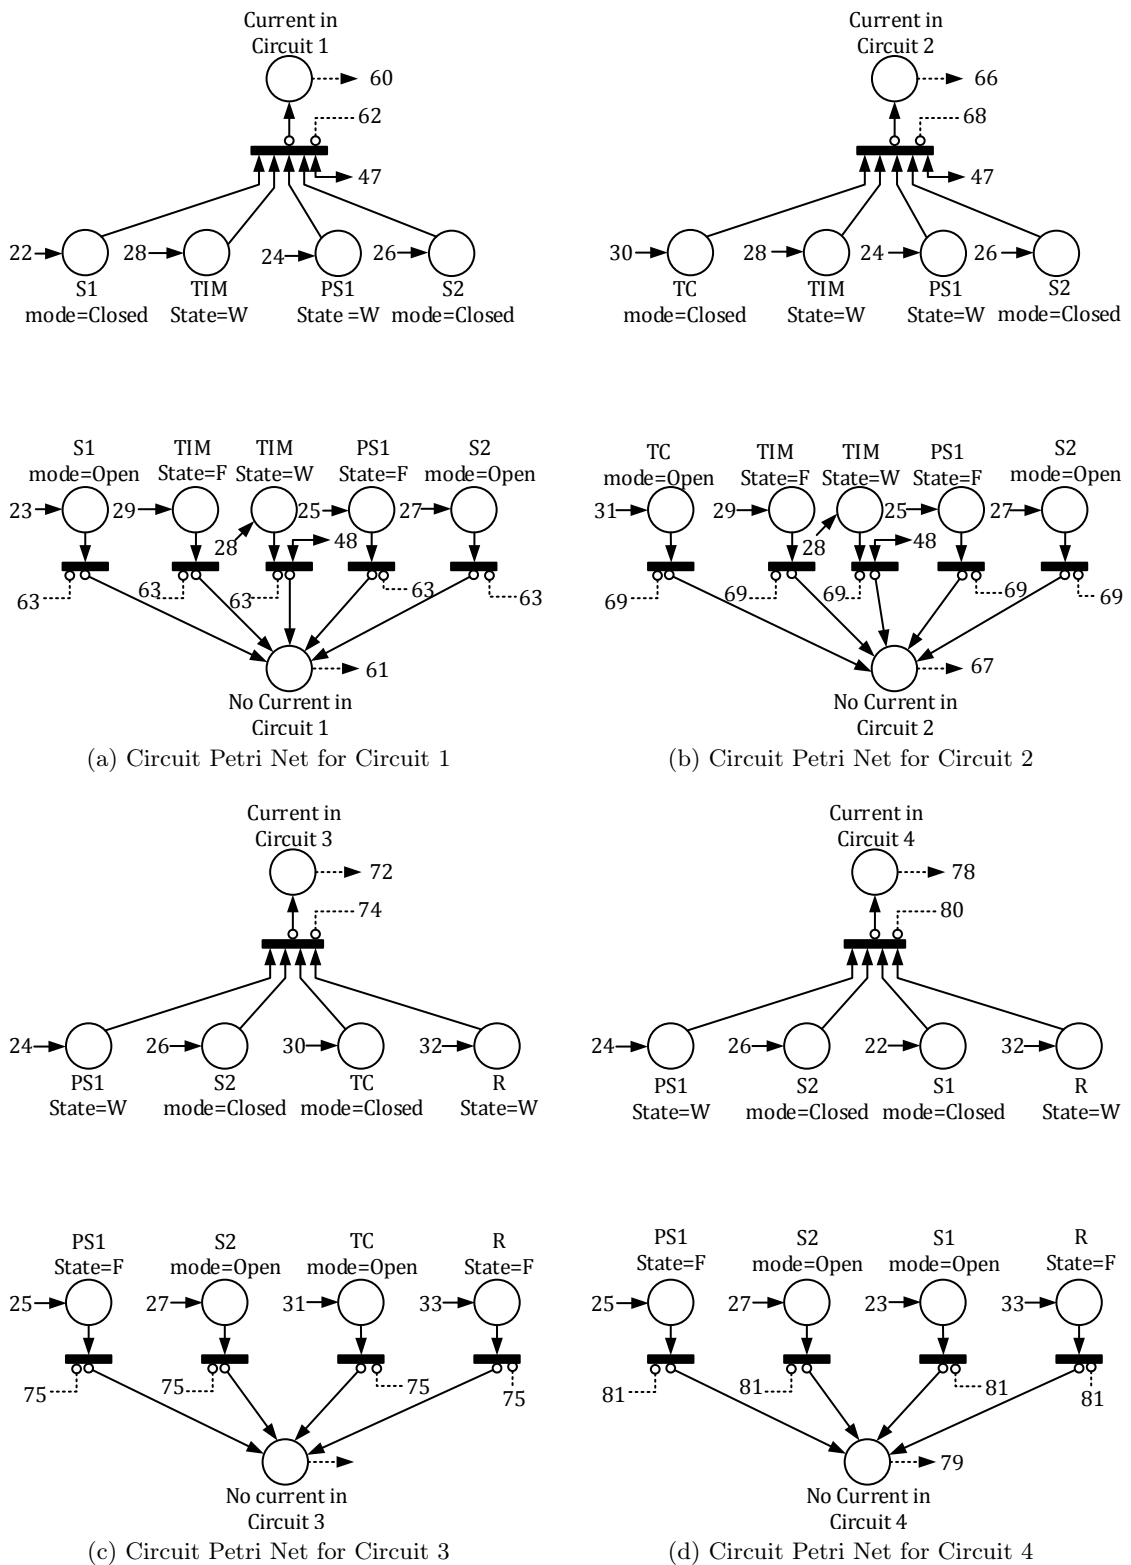 Current in
Circuit 1
60
62
47
22
28
24
26
S1
mode=Closed
TIM
State=W
PS1
State =W
S2
mode=Closed
S1
mode=Open
TIM
State=F
TIM
State=W
PS1
State=F
S2
mode=Open
23
29
28
25
27
48
63
63
63
63
63
61
No Current in
Circuit 1
(a) Circuit Petri Net for Circuit 1
Current in
Circuit 2
66
68
47
30
28
24
26
TC
mode=Closed
TIM
State=W
PS1
State=W
S2
mode=Closed
TC
mode=Open
TIM
State=F
TIM
State=W
PS1
State=F
S2
mode=Open
31
29
28
25
27
48
69
69
69
69
69
67
No Current in
Circuit 2
(b) Circuit Petri Net for Circuit 2
Current in
Circuit 3
72
74
24
26
30
32
PS1
State=W
S2
mode=Closed
TC
mode=Closed
R
State=W
PS1
State=F
S2
mode=Open
TC
mode=Open
R
State=F
25
27
31
33
75
75
75
75
No current in
Circuit 3
(c) Circuit Petri Net for Circuit 3
Current in
Circuit 4
78
80
24
26
22
32
PS1
State=W
S2
mode=Closed
S1
mode=Closed
R
State=W
PS1
State=F
S2
mode=Open
S1
mode=Open
R
State=F
25
27
23
33
81
81
81
81
79
No Current in
Circuit 4
(d) Circuit Petri Net for Circuit 4